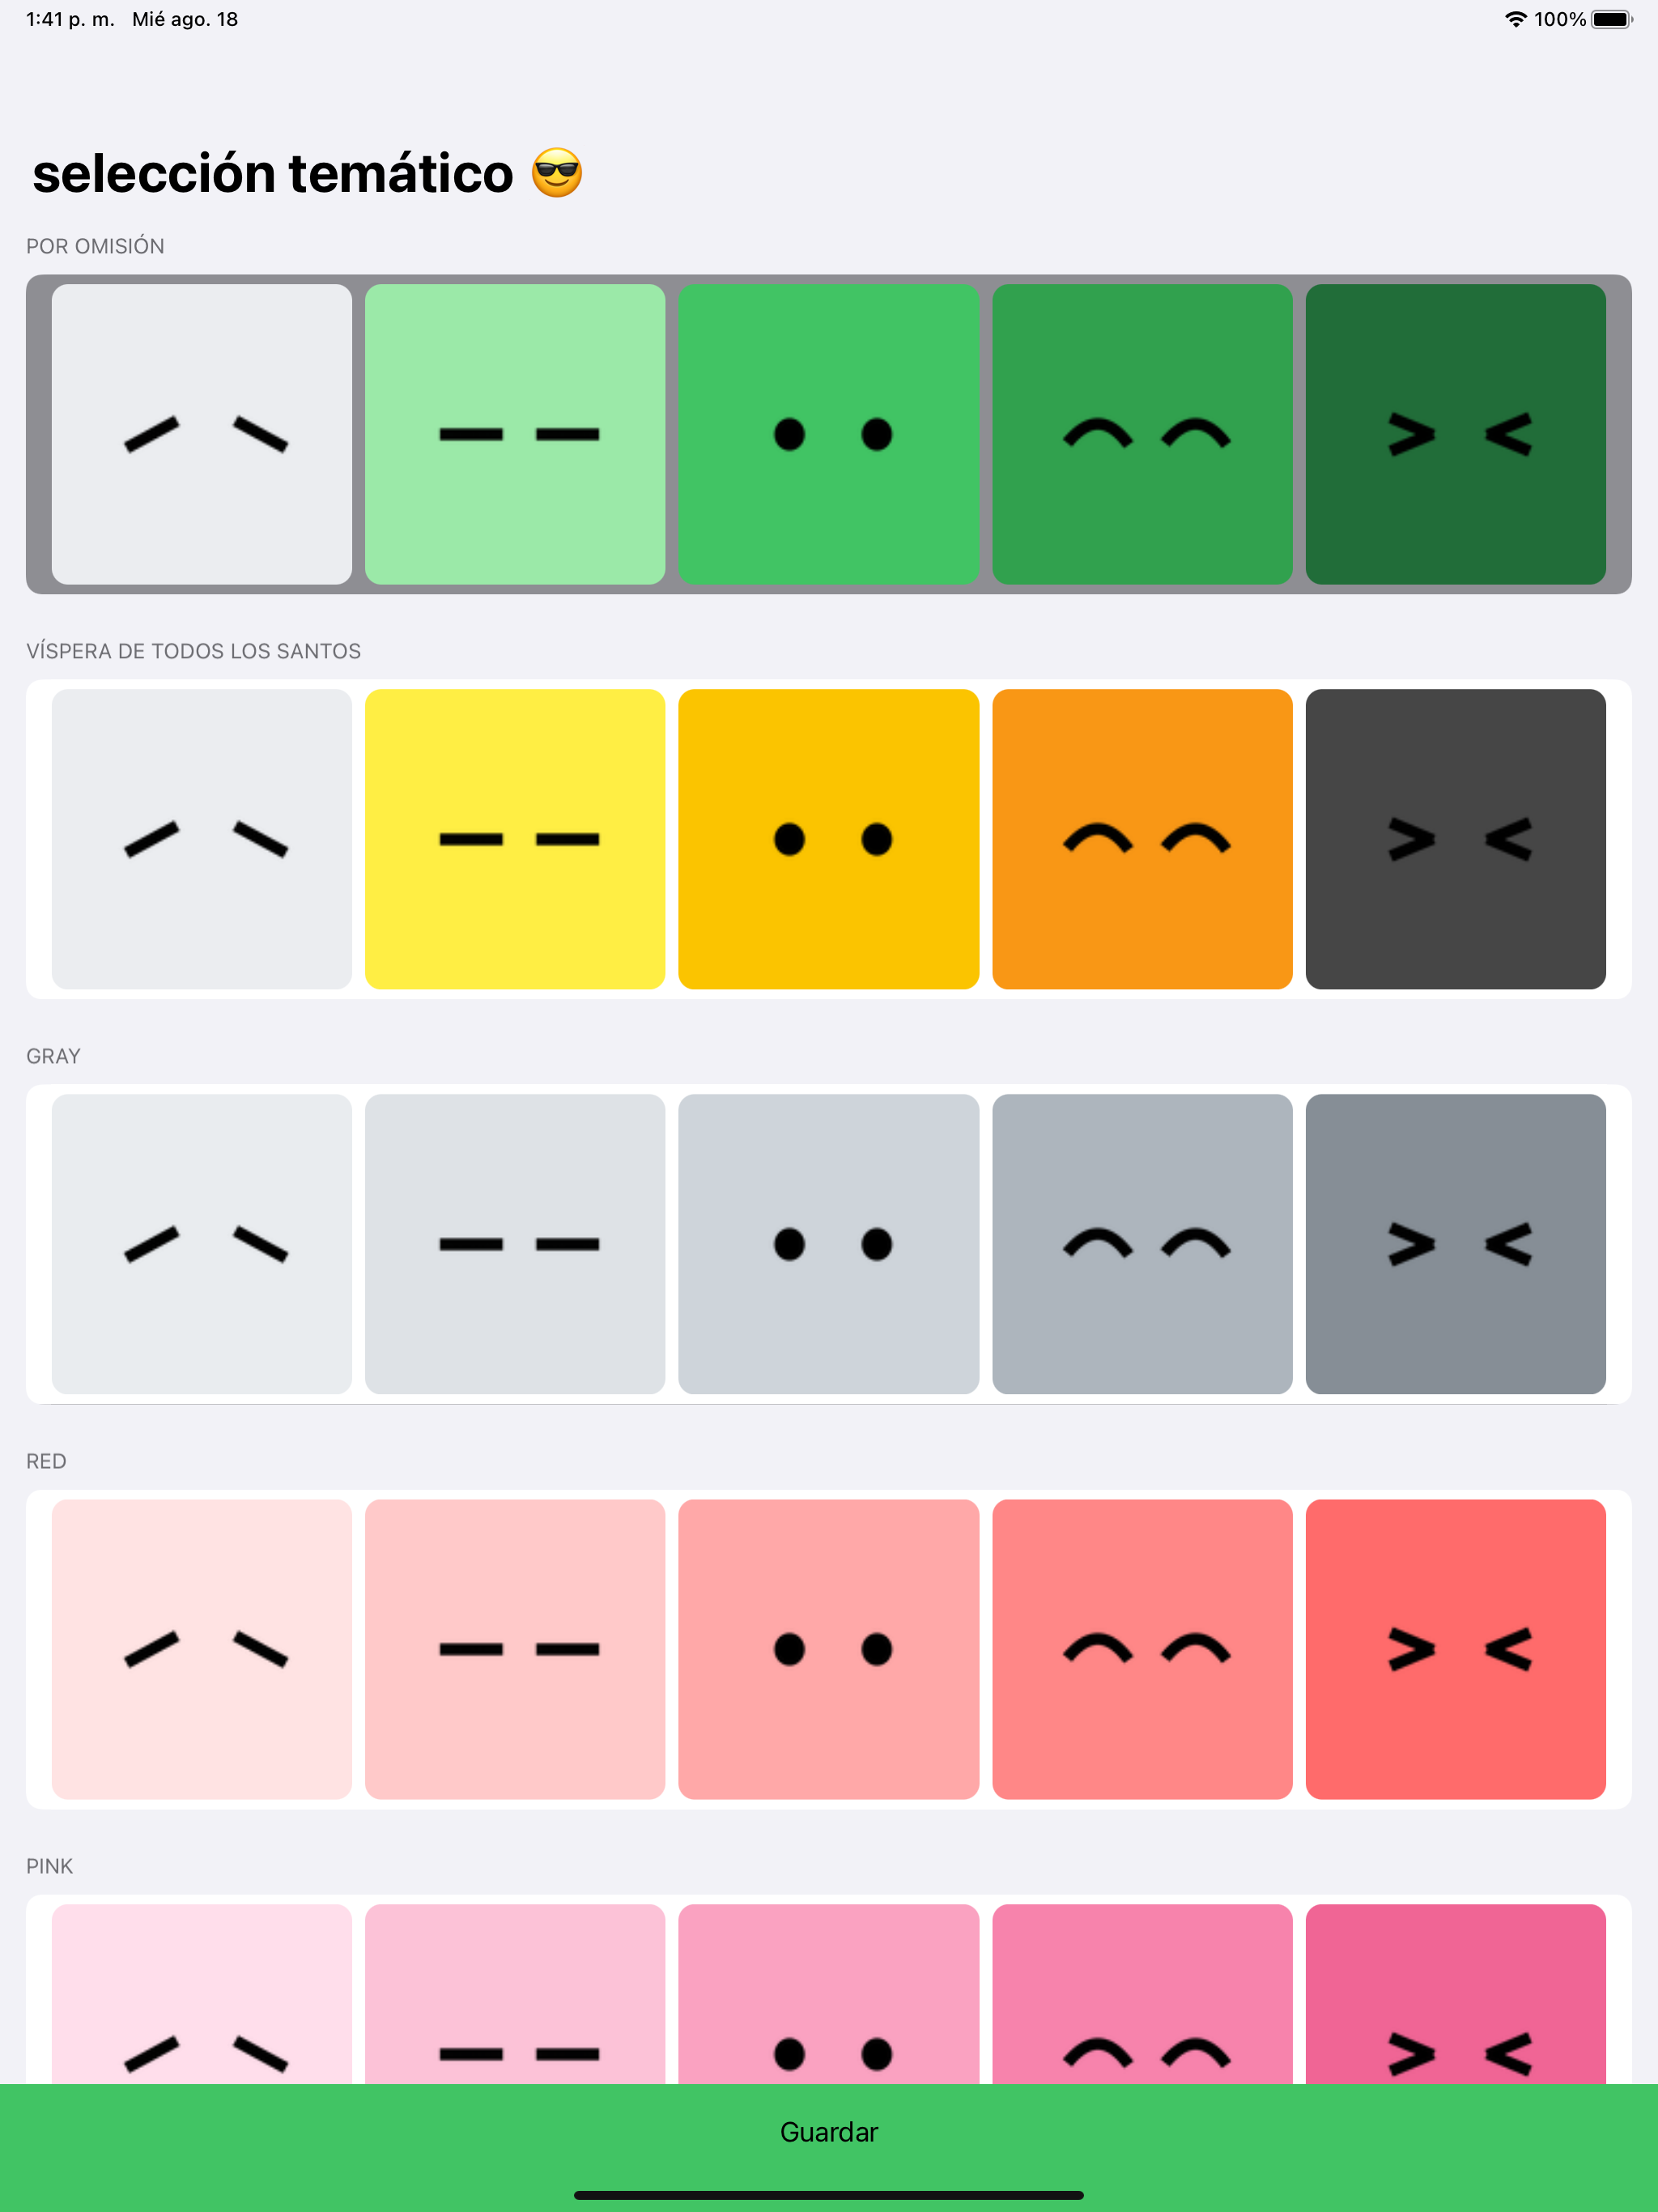 1:41 p. m. Mié ago. 18
100%
selección temático 😎
POR OMISIÓN
VÍSPERA DE TODOS LOS SANTOS
GRAY
RED
PINK
Guardar